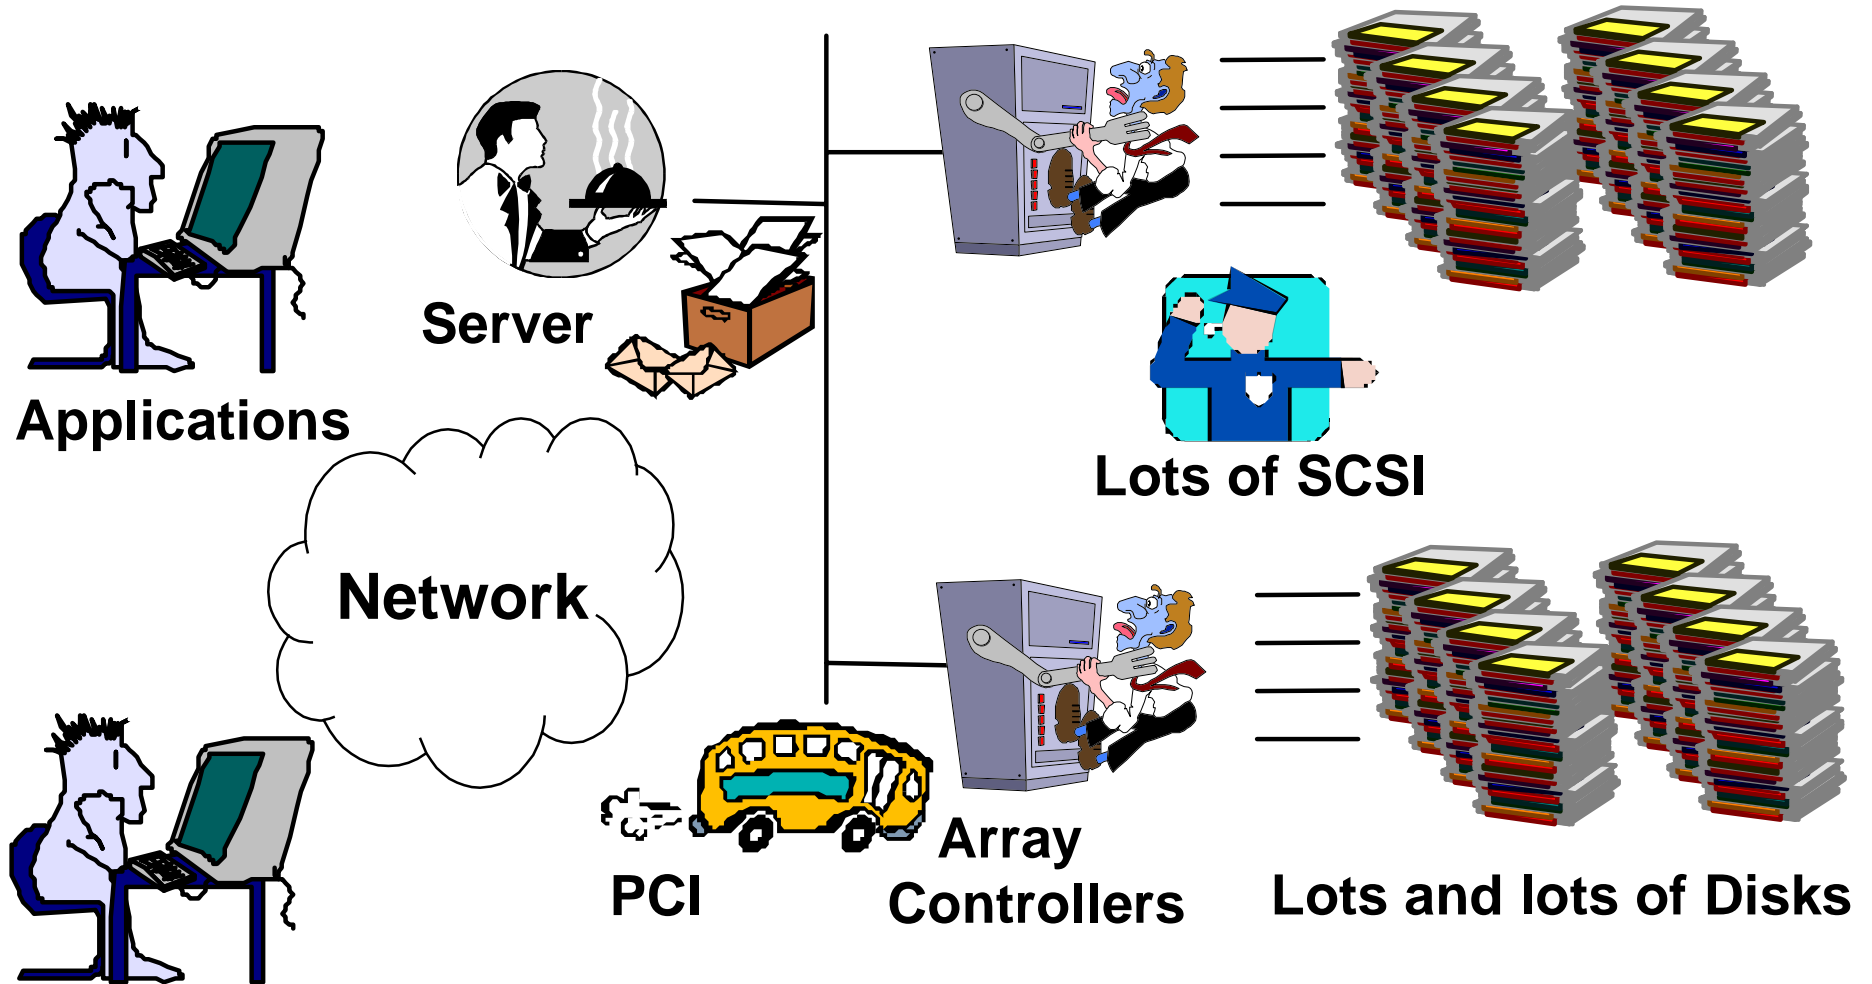 Server
Applications
Lots of SCSI
Network
Array
Controllers
PCI
Lots and lots of Disks